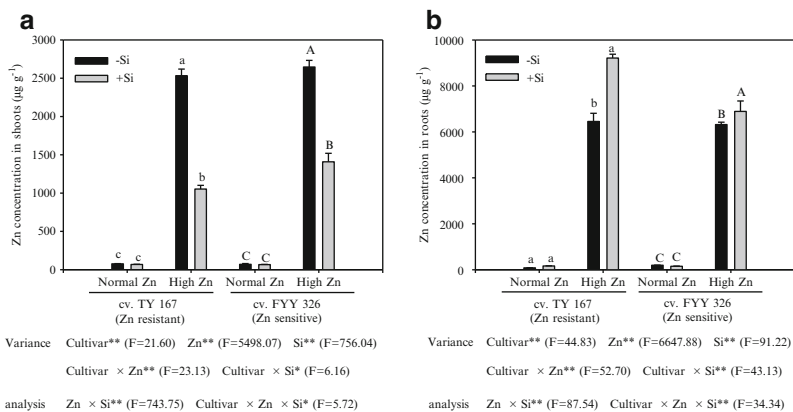 a
3000
2500
2000
1500
1000
500
0
Zn concentration in shoots (µg g⁻¹)
-Si
+Si
c c a b C C A B
Normal Zn High Zn Normal Zn High Zn
cv. TY 167 cv. FYY 326
(Zn resistant) (Zn sensitive)
Variance Cultivar** (F=21.60) Zn** (F=5498.07) Si** (F=756.04)
Cultivar × Zn** (F=23.13) Cultivar × Si* (F=6.16)
analysis Zn × Si** (F=743.75) Cultivar × Zn × Si* (F=5.72)
b
10000
8000
6000
4000
2000
0
Zn concentration in roots (µg g⁻¹)
-Si
+Si
a a b a C C B A
Normal Zn High Zn Normal Zn High Zn
cv. TY 167 cv. FYY 326
(Zn resistant) (Zn sensitive)
Variance Cultivar** (F=44.83) Zn** (F=6647.88) Si** (F=91.22)
Cultivar × Zn** (F=52.70) Cultivar × Si** (F=43.13)
analysis Zn × Si** (F=87.54) Cultivar × Zn × Si** (F=34.34)